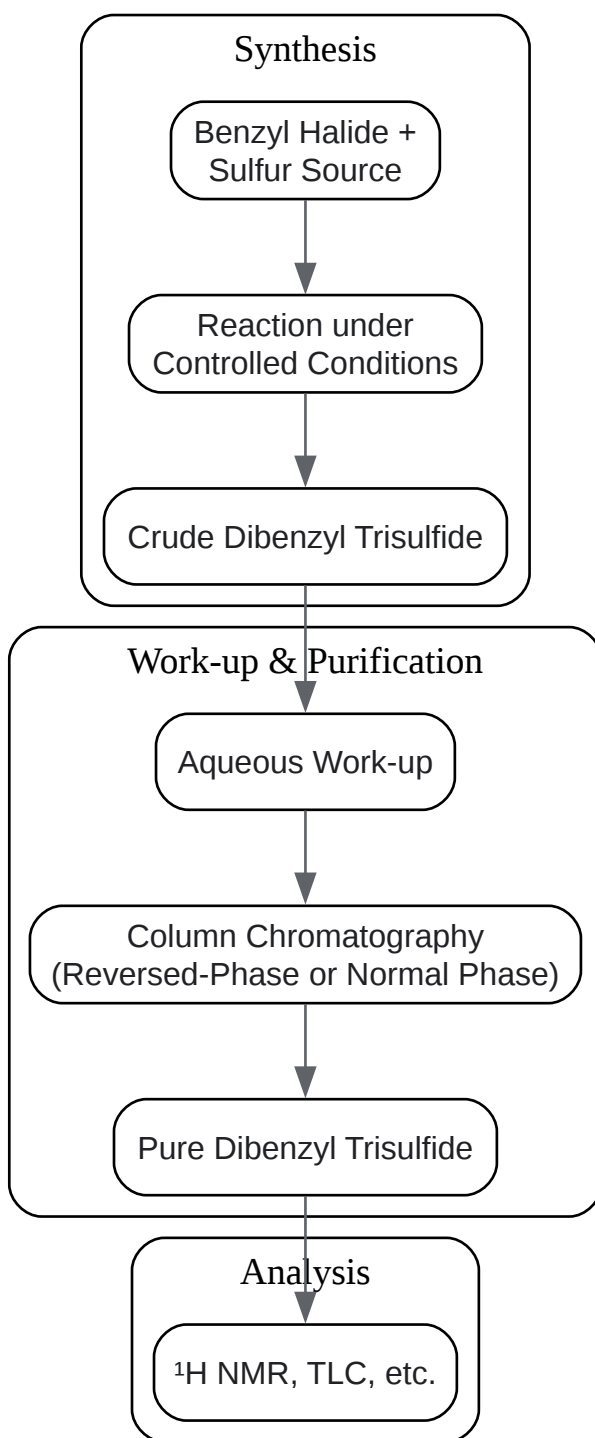 Synthesis
Benzyl Halide +
Sulfur Source
Reaction under
Controlled Conditions
Crude Dibenzyl Trisulfide
Work-up & Purification
Aqueous Work-up
Column Chromatography
(Reversed-Phase or Normal Phase)
Pure Dibenzyl Trisulfide
Analysis
¹H NMR, TLC, etc.